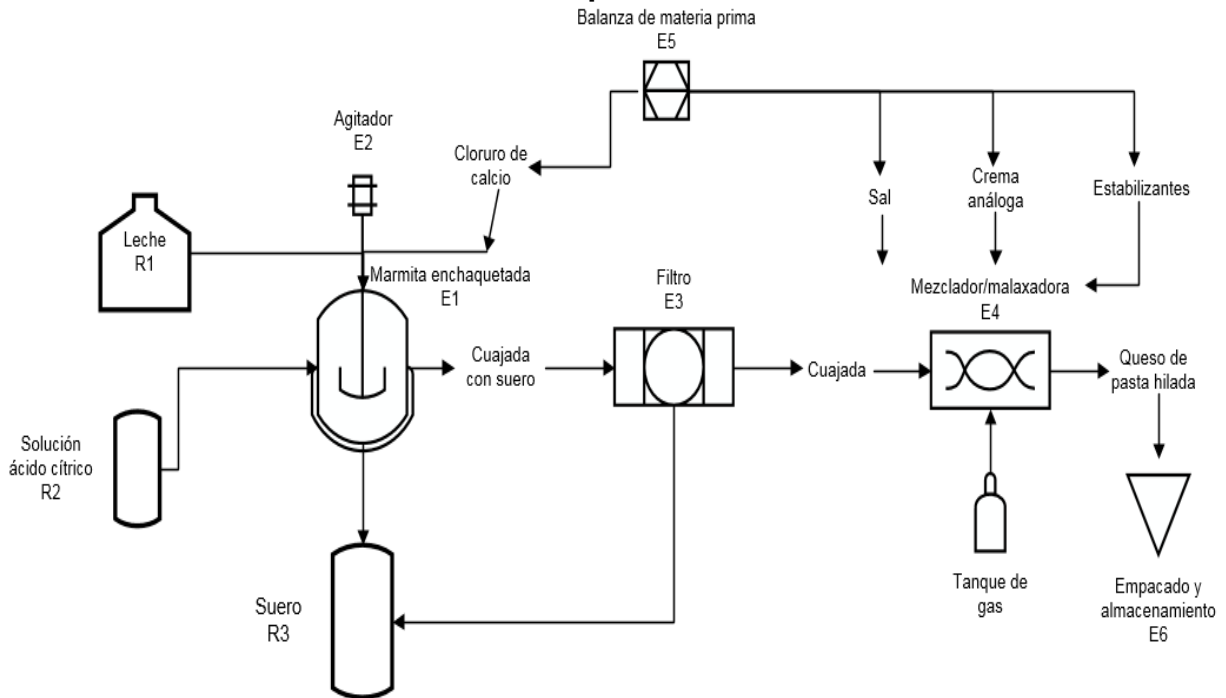 Balanza de materia prima
E5
Agitador
E2
Cloruro de
calcio
Sal
Crema
análoga
Estabilizantes
Leche
R1
Marmita enchaquetada
E1
Filtro
E3
Mezclador/malaxadora
E4
Cuajada
con suero
Cuajada
Queso de
pasta hilada
Solución
ácido cítrico
R2
Suero
R3
Tanque de
gas
Empacado y
almacenamiento
E6